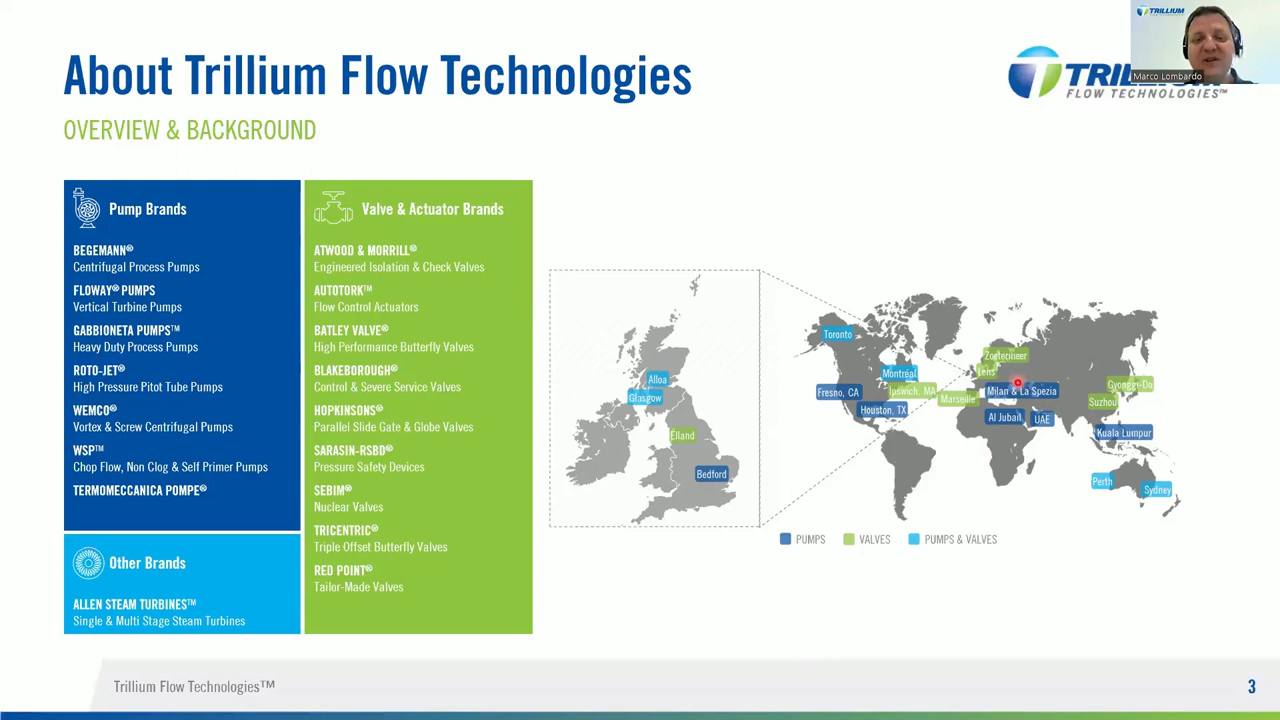 About Trillium Flow Technologies
OVERVIEW & BACKGROUND
TRILLIUM
Marco Lombardo
FLOW TECHNOLOGIES™
Pump Brands
BEGEMANN®
Centrifugal Process Pumps
FLOWAY® PUMPS
Vertical Turbine Pumps
GABBIONETA PUMPS™
Heavy Duty Process Pumps
ROTO-JET®
High Pressure Pitot Tube Pumps
WEMCO®
Vortex & Screw Centrifugal Pumps
WSP™
Chop Flow, Non Clog & Self Primer Pumps
TERMOMECCANICA POMPE®
Other Brands
ALLEN STEAM TURBINES™
Single & Multi Stage Steam Turbines
Valve & Actuator Brands
ATWOOD & MORRILL®
Engineered Isolation & Check Valves
AUTOTORK™
Flow Control Actuators
BATLEY VALVE®
High Performance Butterfly Valves
BLAKEBOROUGH®
Control & Severe Service Valves
HOPKINSONS®
Parallel Slide Gate & Globe Valves
SARASIN-RSBD®
Pressure Safety Devices
SEBIM®
Nuclear Valves
TRICENTRIC®
Triple Offset Butterfly Valves
RED POINT®
Tailor-Made Valves
Alloa
Glasgow
Elland
Bedford
Toronto
Montréal
Fresno, CA
Ipswich, MA
Houston, TX
Zoetermeer
Lens
Milan & La Spezia
Marseille
Al Jubail
UAE
Gyonggi-Do
Suzhou
Kuala Lumpur
Perth
Sydney
PUMPS
VALVES
PUMPS & VALVES
Trillium Flow Technologies™
3